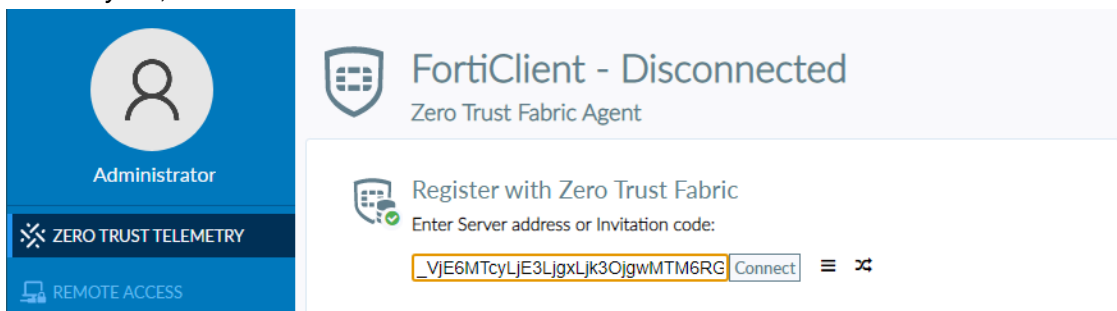 Administrator
ZERO TRUST TELEMETRY
REMOTE ACCESS
FortiClient - Disconnected
Zero Trust Fabric Agent
Register with Zero Trust Fabric
Enter Server address or Invitation code:
_VjE6MTcyLjE3LjgxLjk3OjgwMTM6RG Connect